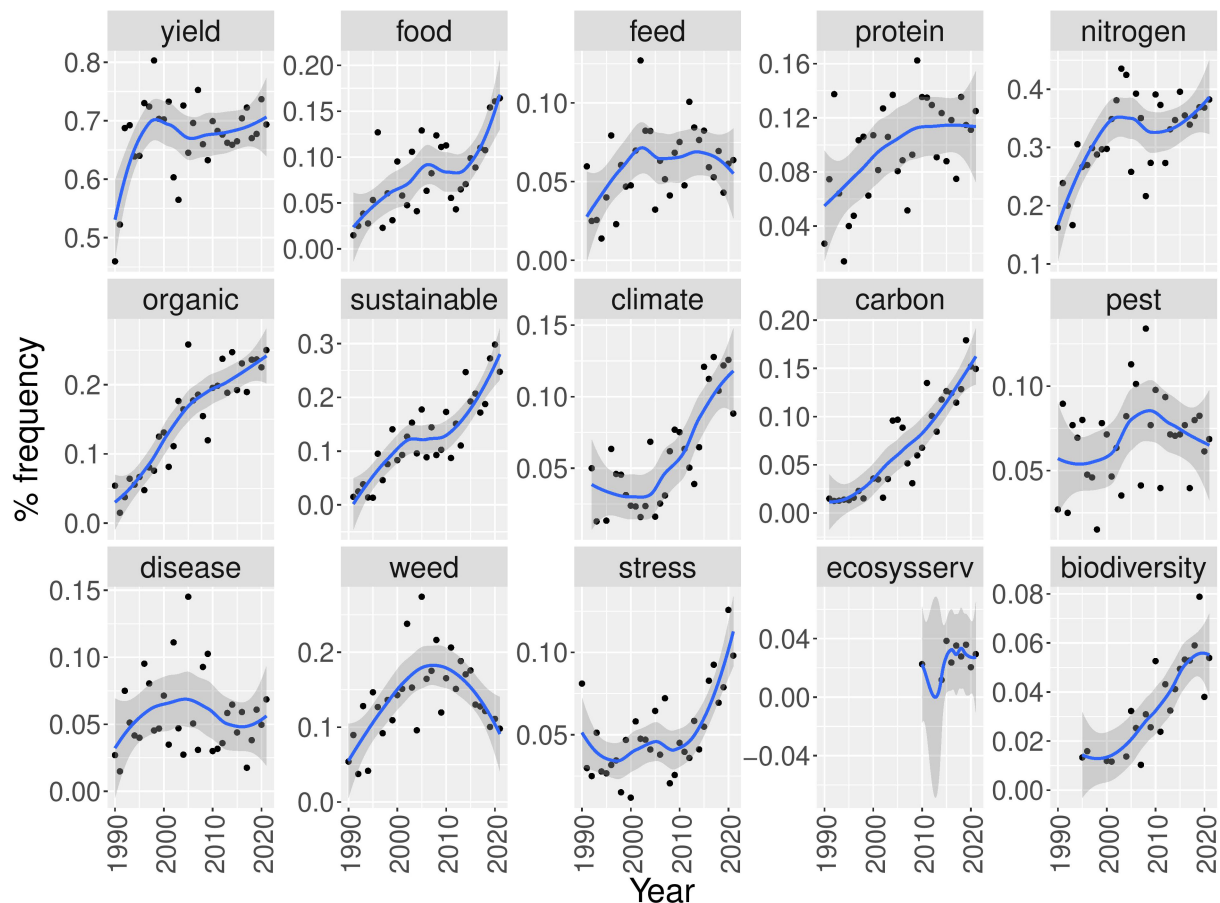 yield food feed protein nitrogen
0.8 0.7 0.6 0.5
0.20 0.15 0.10 0.05 0.00
0.10 0.05 0.00
0.16 0.12 0.08 0.04
0.4 0.3 0.2 0.1
organic sustainable climate carbon pest
0.2 0.1 0.0
0.3 0.2 0.1 0.0
0.15 0.10 0.05
0.20 0.15 0.10 0.05 0.00
0.10 0.05
% frequency
disease weed stress ecosysserv biodiversity
0.15 0.10 0.05 0.00
0.2 0.1 0.0
0.10 0.05
0.04 0.00 −0.04
0.08 0.06 0.04 0.02 0.00
1990 2000 2010 2020 1990 2000 2010 2020 1990 2000 2010 2020 1990 2000 2010 2020 1990 2000 2010 2020
Year